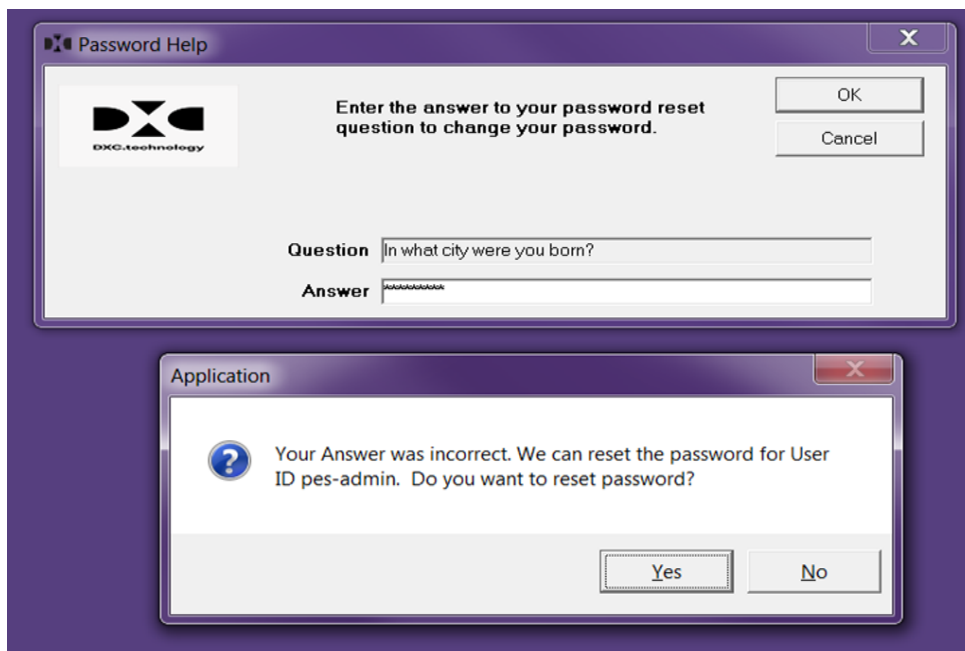 Password Help
DXC.technology
Enter the answer to your password reset
question to change your password.
OK
Cancel
Question In what city were you born?
Answer *********
Application
Your Answer was incorrect. We can reset the password for User
ID pes-admin.  Do you want to reset password?
Yes No